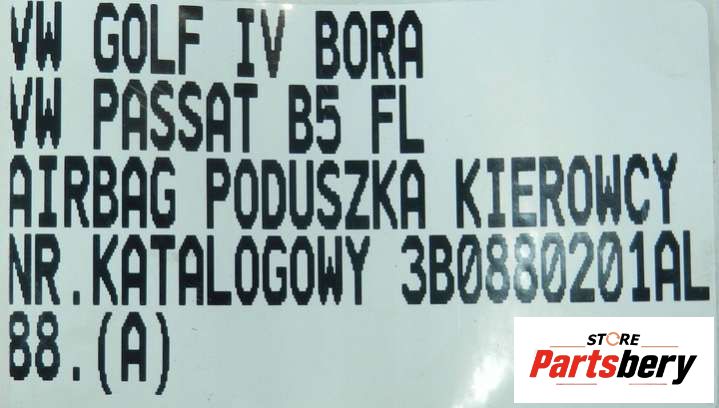 VW GOLF IV BORA
VW PASSAT B5 FL
AIRBAG PODUSZKA KIEROWCY
NR.KATALOGOWY 3B0880201AL
88.(A)
STORE
Partsbery